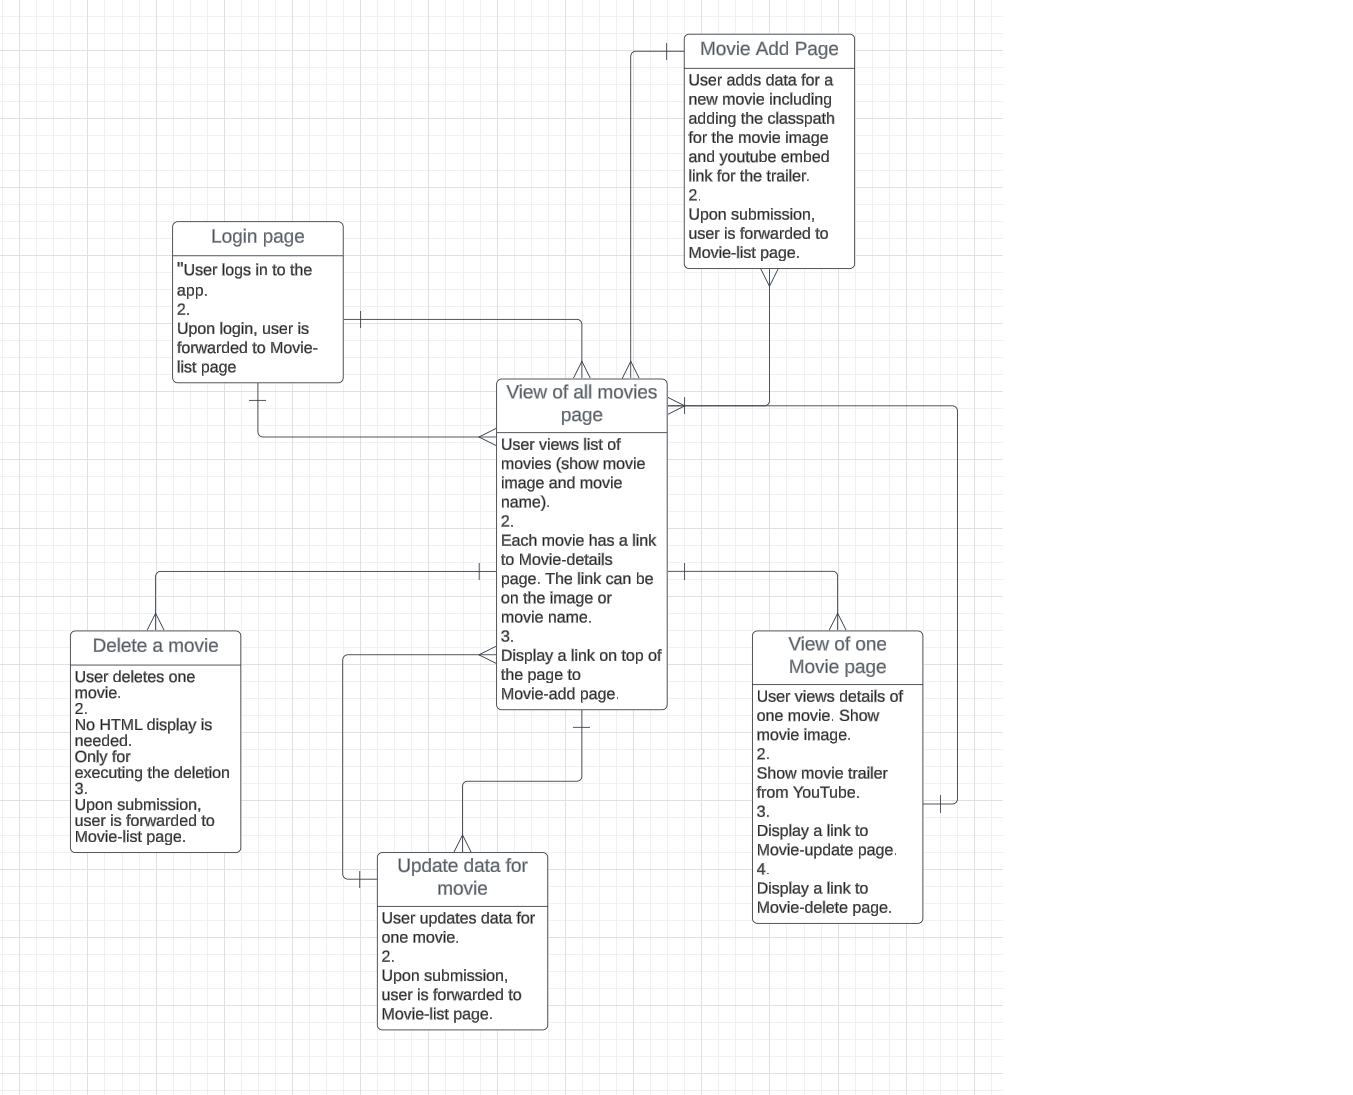 Movie Add Page
User adds data for a
new movie including
adding the classpath
for the movie image
and youtube embed
link for the trailer.
2.
Upon submission,
user is forwarded to
Movie-list page.
Login page
"User logs in to the
app.
2.
Upon login, user is
forwarded to Movie-
list page
View of all movies
page
User views list of
movies (show movie
image and movie
name).
2.
Each movie has a link
to Movie-details
page. The link can be
on the image or
movie name.
3.
Display a link on top of
the page to
Movie-add page.
Delete a movie
User deletes one
movie.
2.
No HTML display is
needed.
Only for
executing the deletion
3.
Upon submission,
user is forwarded to
Movie-list page.
View of one
Movie page
User views details of
one movie. Show
movie image.
2.
Show movie trailer
from YouTube.
3.
Display a link to
Movie-update page.
4.
Display a link to
Movie-delete page.
Update data for
movie
User updates data for
one movie.
2.
Upon submission,
user is forwarded to
Movie-list page.